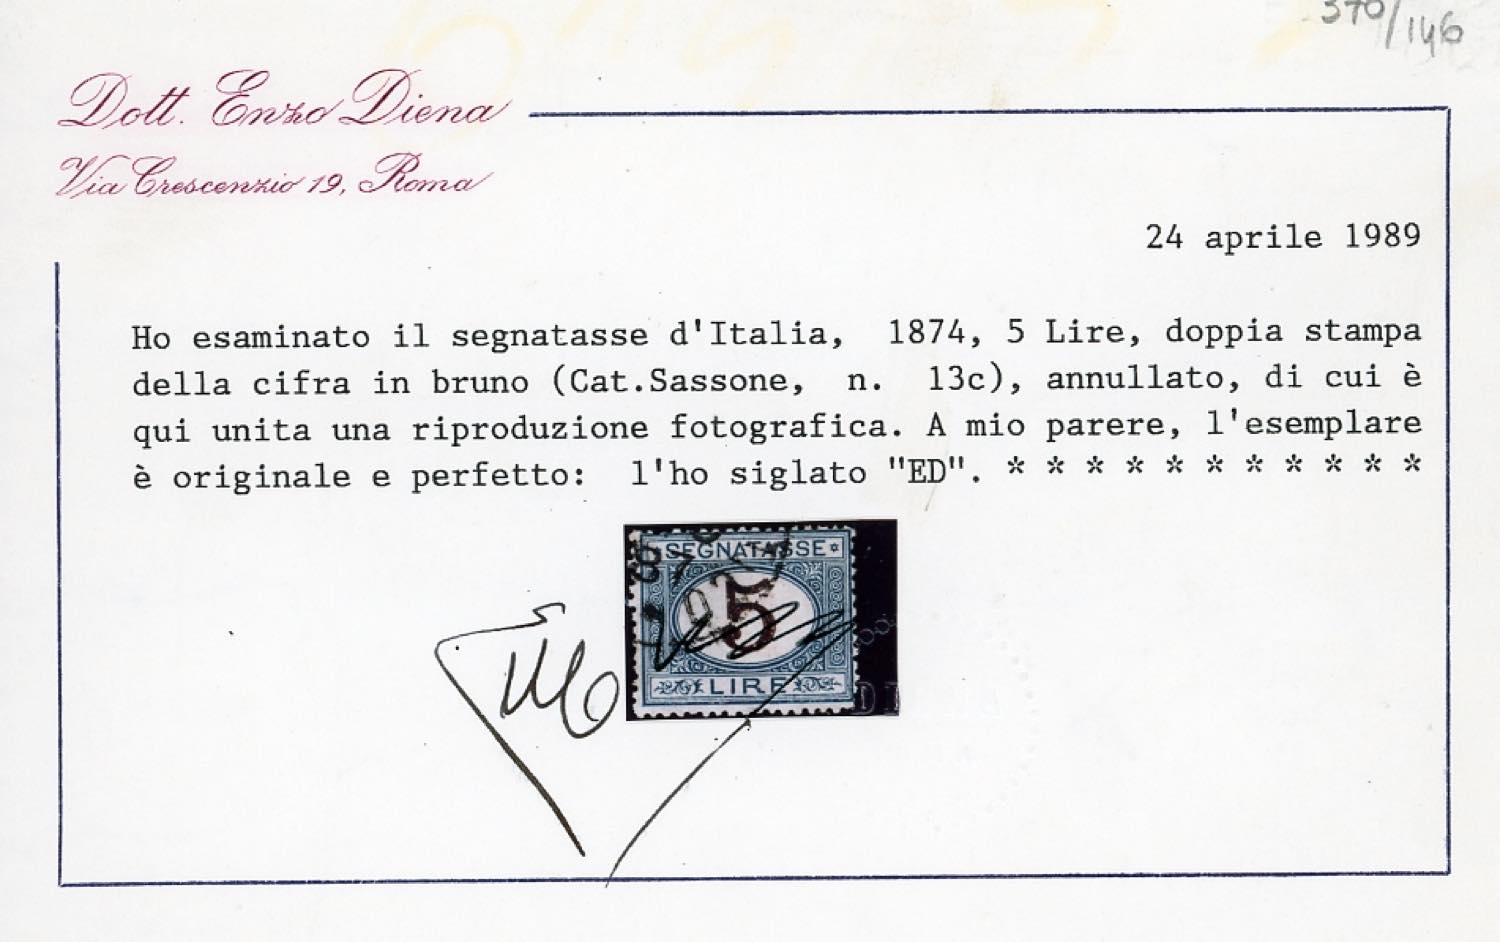 370/146
Dott. Enzo Diena
Via Crescenzio 19, Roma
24 aprile 1989
Ho esaminato il segnatasse d'Italia, 1874, 5 Lire, doppia stampa
della cifra in bruno (Cat.Sassone, n. 13c), annullato, di cui è
qui unita una riproduzione fotografica. A mio parere, l'esemplare
è originale e perfetto: l'ho siglato "ED". * * * * * * * * * * *
SEGNATASSE
5
LIRE